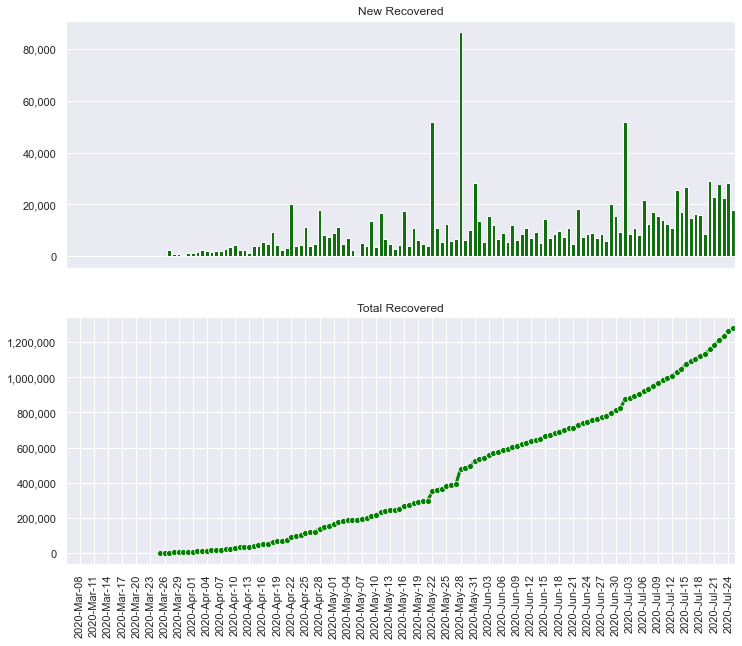 New Recovered
80,000
60,000
40,000
20,000
0
Total Recovered
1,200,000
1,000,000
800,000
600,000
400,000
200,000
0
2020-Mar-08
2020-Mar-11
2020-Mar-14
2020-Mar-17
2020-Mar-20
2020-Mar-23
2020-Mar-26
2020-Mar-29
2020-Apr-01
2020-Apr-04
2020-Apr-07
2020-Apr-10
2020-Apr-13
2020-Apr-16
2020-Apr-19
2020-Apr-22
2020-Apr-25
2020-Apr-28
2020-May-01
2020-May-04
2020-May-07
2020-May-10
2020-May-13
2020-May-16
2020-May-19
2020-May-22
2020-May-25
2020-May-28
2020-May-31
2020-Jun-03
2020-Jun-06
2020-Jun-09
2020-Jun-12
2020-Jun-15
2020-Jun-18
2020-Jun-21
2020-Jun-24
2020-Jun-27
2020-Jun-30
2020-Jul-03
2020-Jul-06
2020-Jul-09
2020-Jul-12
2020-Jul-15
2020-Jul-18
2020-Jul-21
2020-Jul-24